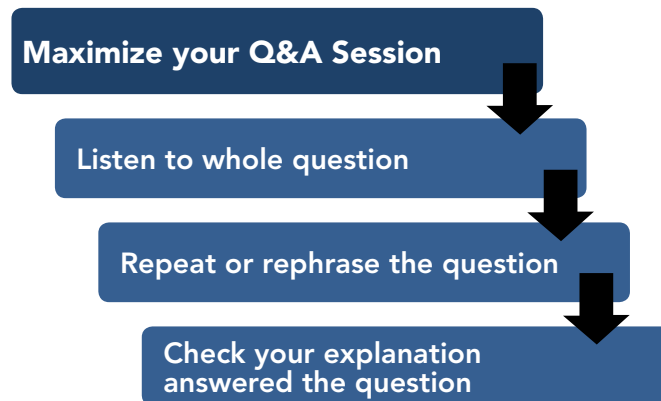 Maximize your Q&A Session
Listen to whole question
Repeat or rephrase the question
Check your explanation
answered the question